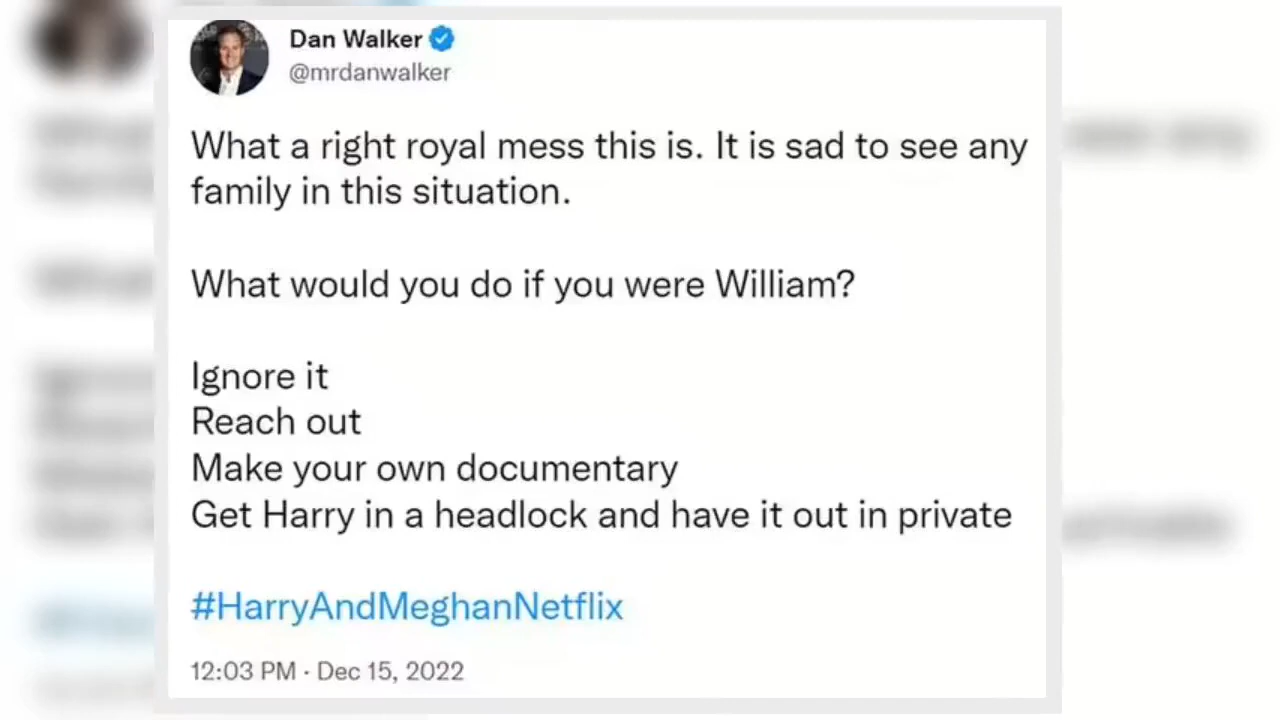 Dan Walker
@mrdanwalker
What a right royal mess this is. It is sad to see any
family in this situation.
What would you do if you were William?
Ignore it
Reach out
Make your own documentary
Get Harry in a headlock and have it out in private
#HarryAndMeghanNetflix
12:03 PM · Dec 15, 2022